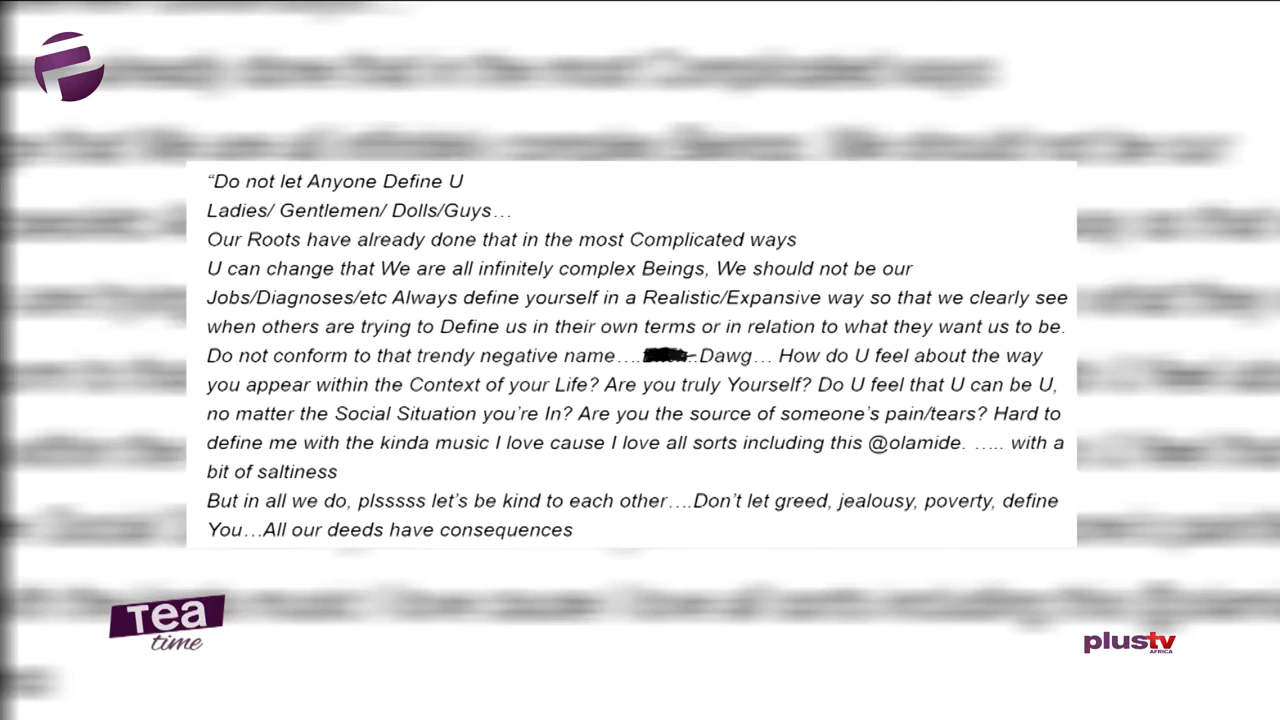 “Do not let Anyone Define U
Ladies/ Gentlemen/ Dolls/Guys…
Our Roots have already done that in the most Complicated ways
U can change that We are all infinitely complex Beings, We should not be our
Jobs/Diagnoses/etc Always define yourself in a Realistic/Expansive way so that we clearly see
when others are trying to Define us in their own terms or in relation to what they want us to be.
Do not conform to that trendy negative name…. ..Dawg… How do U feel about the way
you appear within the Context of your Life? Are you truly Yourself? Do U feel that U can be U,
no matter the Social Situation you’re In? Are you the source of someone’s pain/tears? Hard to
define me with the kinda music I love cause I love all sorts including this @olamide. ….. with a
bit of saltiness
But in all we do, plsssss let’s be kind to each other….Don’t let greed, jealousy, poverty, define
You…All our deeds have consequences
Tea
time
plustv
AFRICA